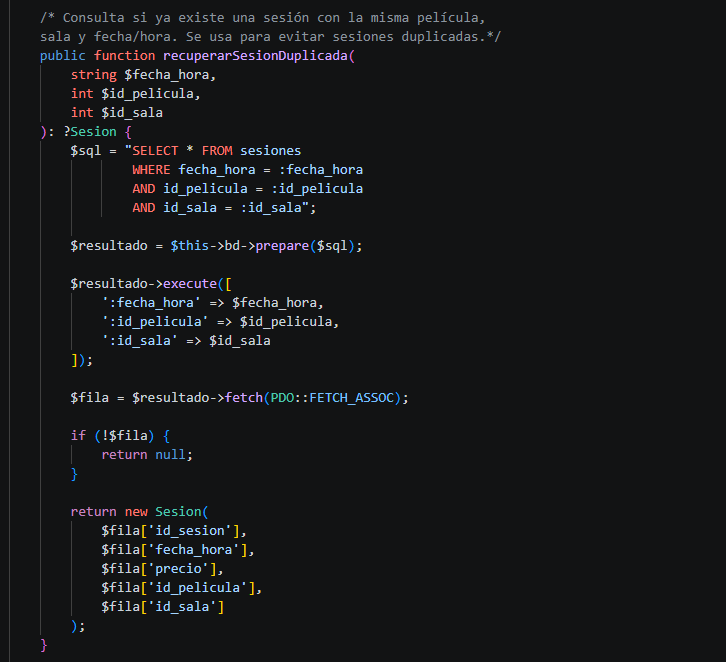 /* Consulta si ya existe una sesión con la misma película,
sala y fecha/hora. Se usa para evitar sesiones duplicadas.*/
public function recuperarSesionDuplicada(
    string $fecha_hora,
    int $id_pelicula,
    int $id_sala
): ?Sesion {
    $sql = "SELECT * FROM sesiones
            WHERE fecha_hora = :fecha_hora
            AND id_pelicula = :id_pelicula
            AND id_sala = :id_sala";

    $resultado = $this->bd->prepare($sql);

    $resultado->execute([
        ':fecha_hora' => $fecha_hora,
        ':id_pelicula' => $id_pelicula,
        ':id_sala' => $id_sala
    ]);

    $fila = $resultado->fetch(PDO::FETCH_ASSOC);

    if (!$fila) {
        return null;
    }

    return new Sesion(
        $fila['id_sesion'],
        $fila['fecha_hora'],
        $fila['precio'],
        $fila['id_pelicula'],
        $fila['id_sala']
    );
}